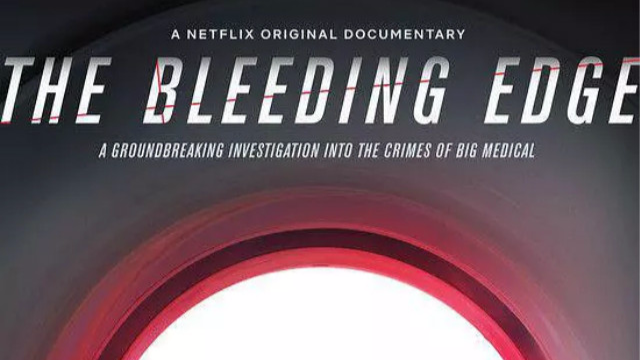 A NETFLIX ORIGINAL DOCUMENTARY
THE BLEEDING EDGE
A GROUNDBREAKING INVESTIGATION INTO THE CRIMES OF BIG MEDICAL